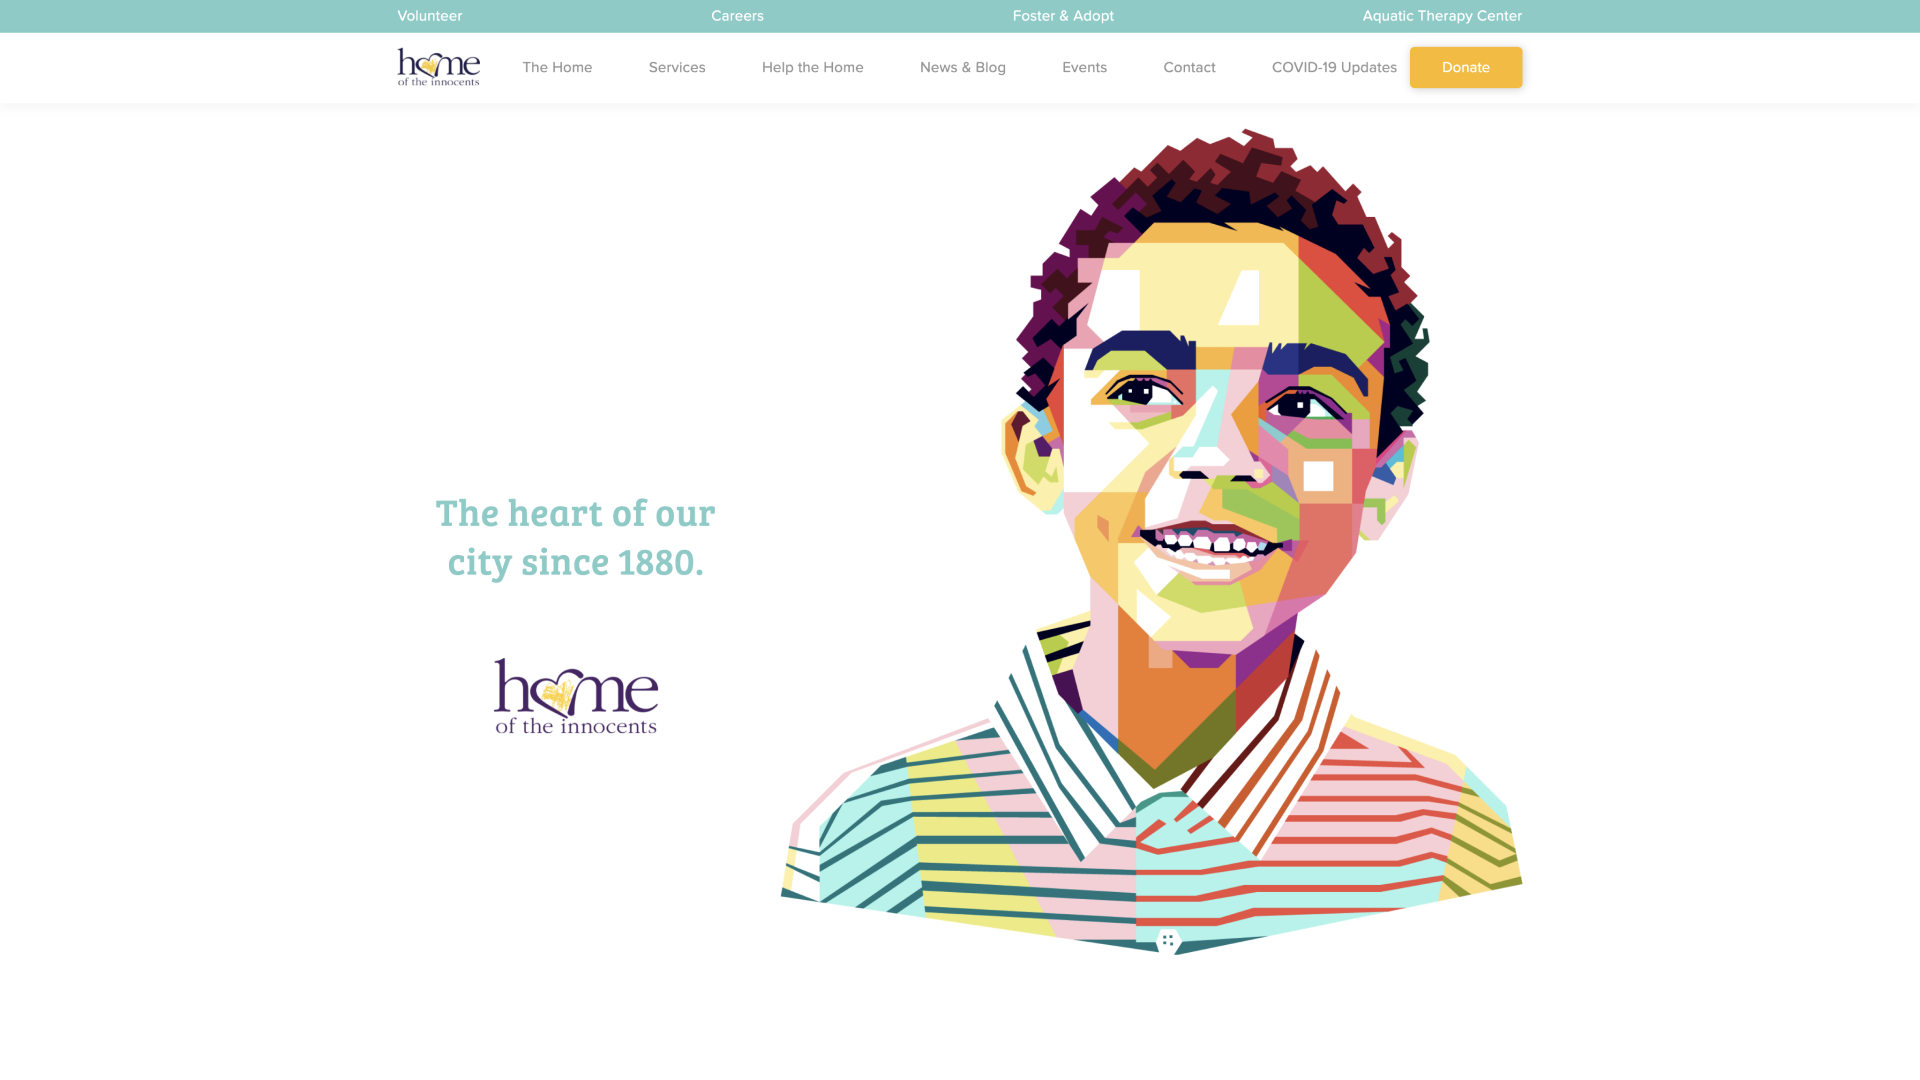 Volunteer
Careers
Foster & Adopt
Aquatic Therapy Center
home
of the innocents
The Home
Services
Help the Home
News & Blog
Events
Contact
COVID-19 Updates
Donate
The heart of our
city since 1880.
home
of the innocents